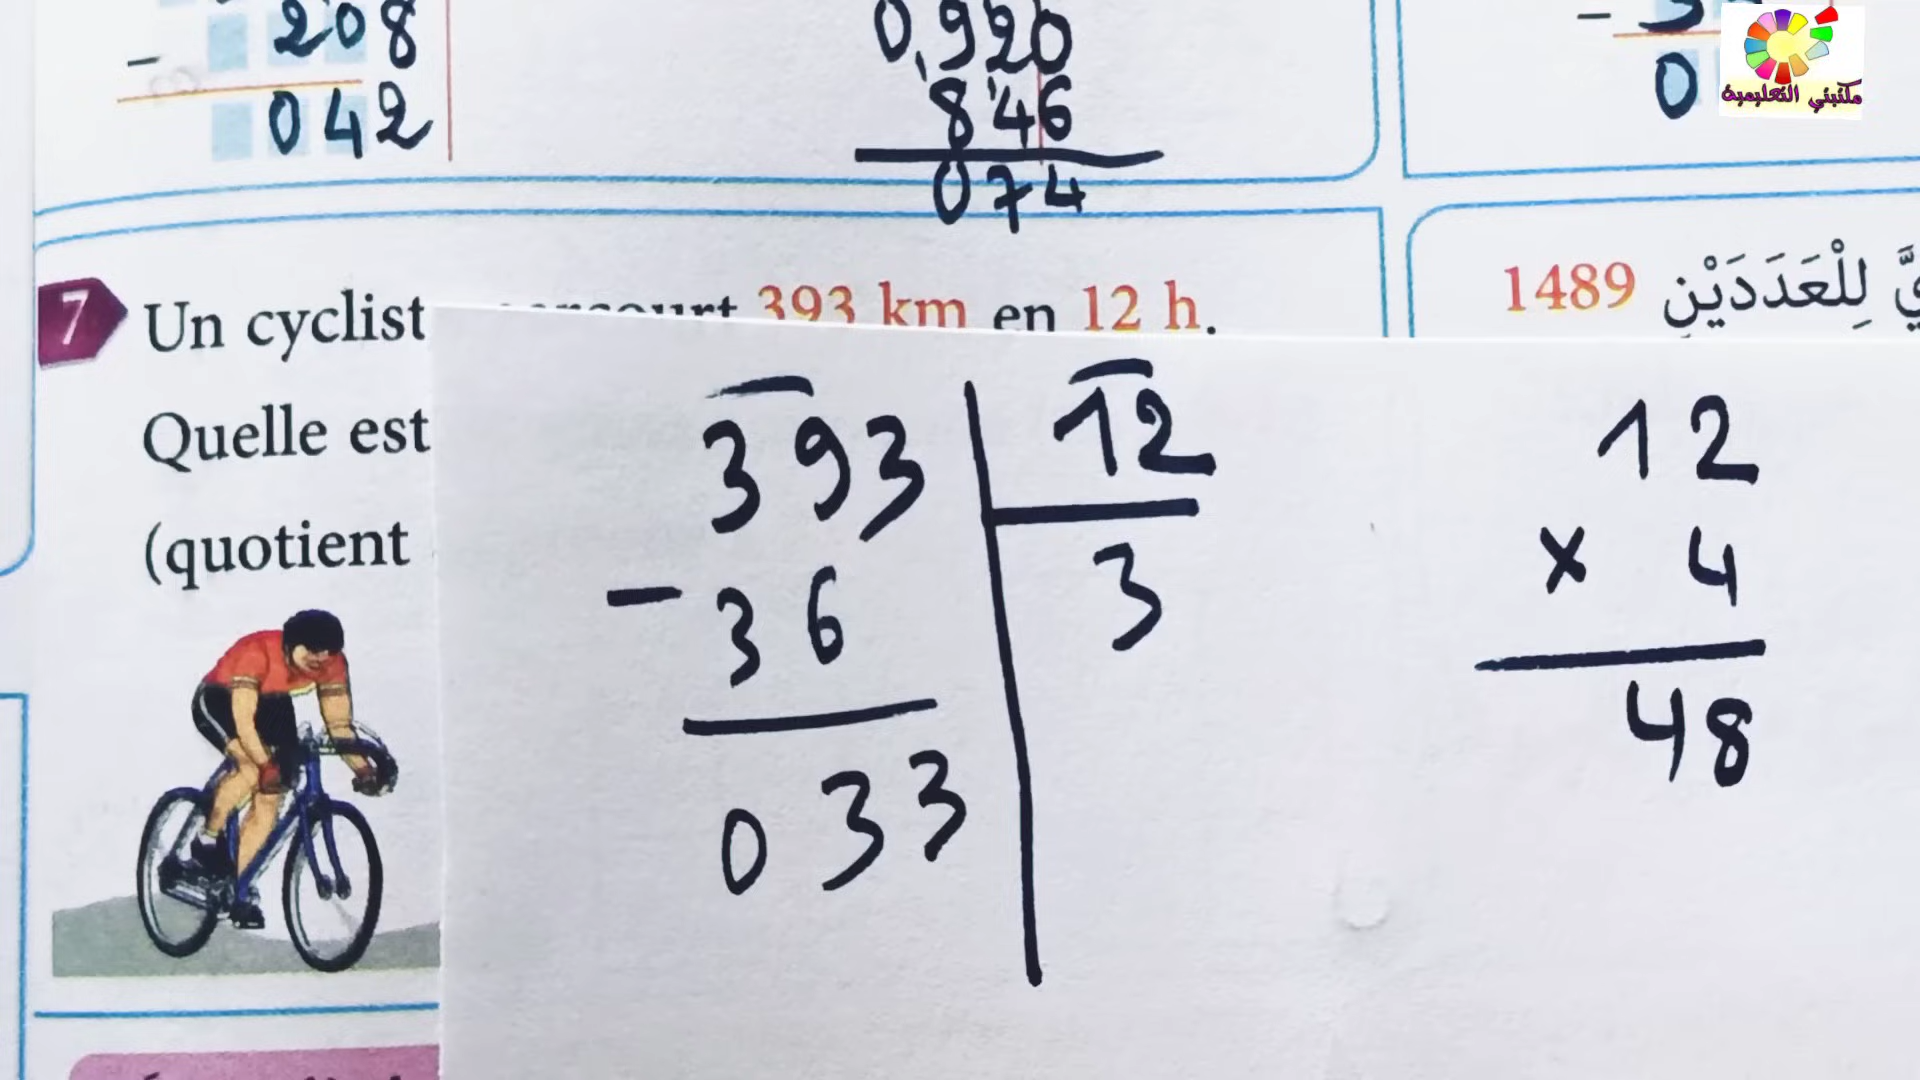 208
-
042
0,920
846
074
-
0
مكتبتي التعليمية
7 Un cyclist 393 km en 12 h.
Quelle est
(quotient
1489 لِلْعَدَدَيْنِ
393 12
- 36 3
033
12
x 4
48